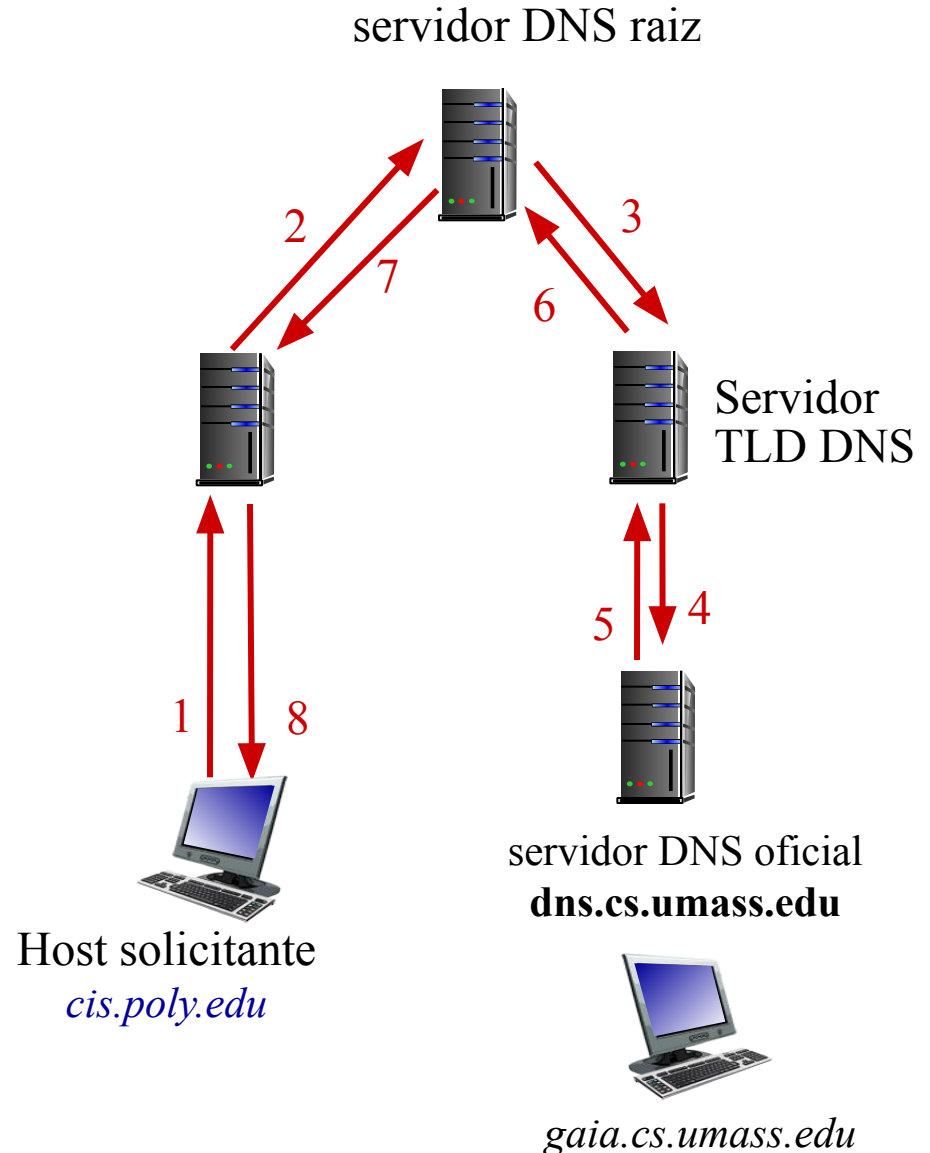 servidor DNS raiz
2
7
3
6
Servidor
TLD DNS
5
4
1
8
servidor DNS oficial
dns.cs.umass.edu
Host solicitante
cis.poly.edu
gaia.cs.umass.edu